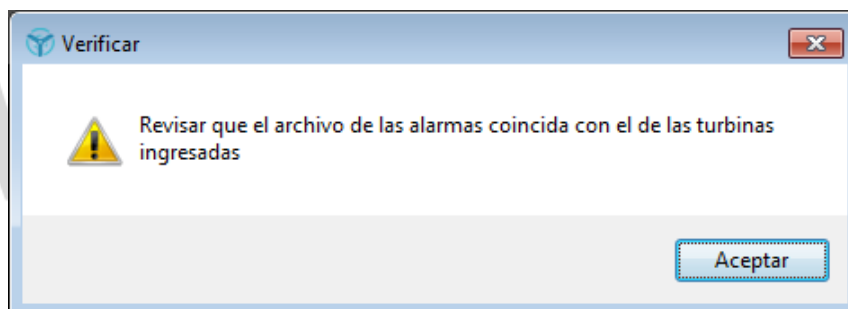 Verificar
Revisar que el archivo de las alarmas coincida con el de las turbinas
ingresadas
Aceptar